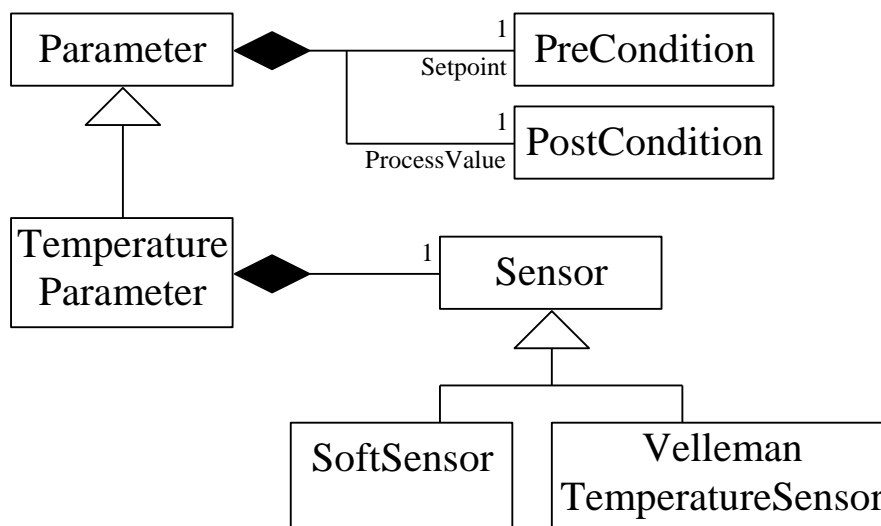 Parameter
1
Setpoint
PreCondition
1
ProcessValue
PostCondition
Temperature
Parameter
1
Sensor
SoftSensor
Velleman
TemperatureSensor